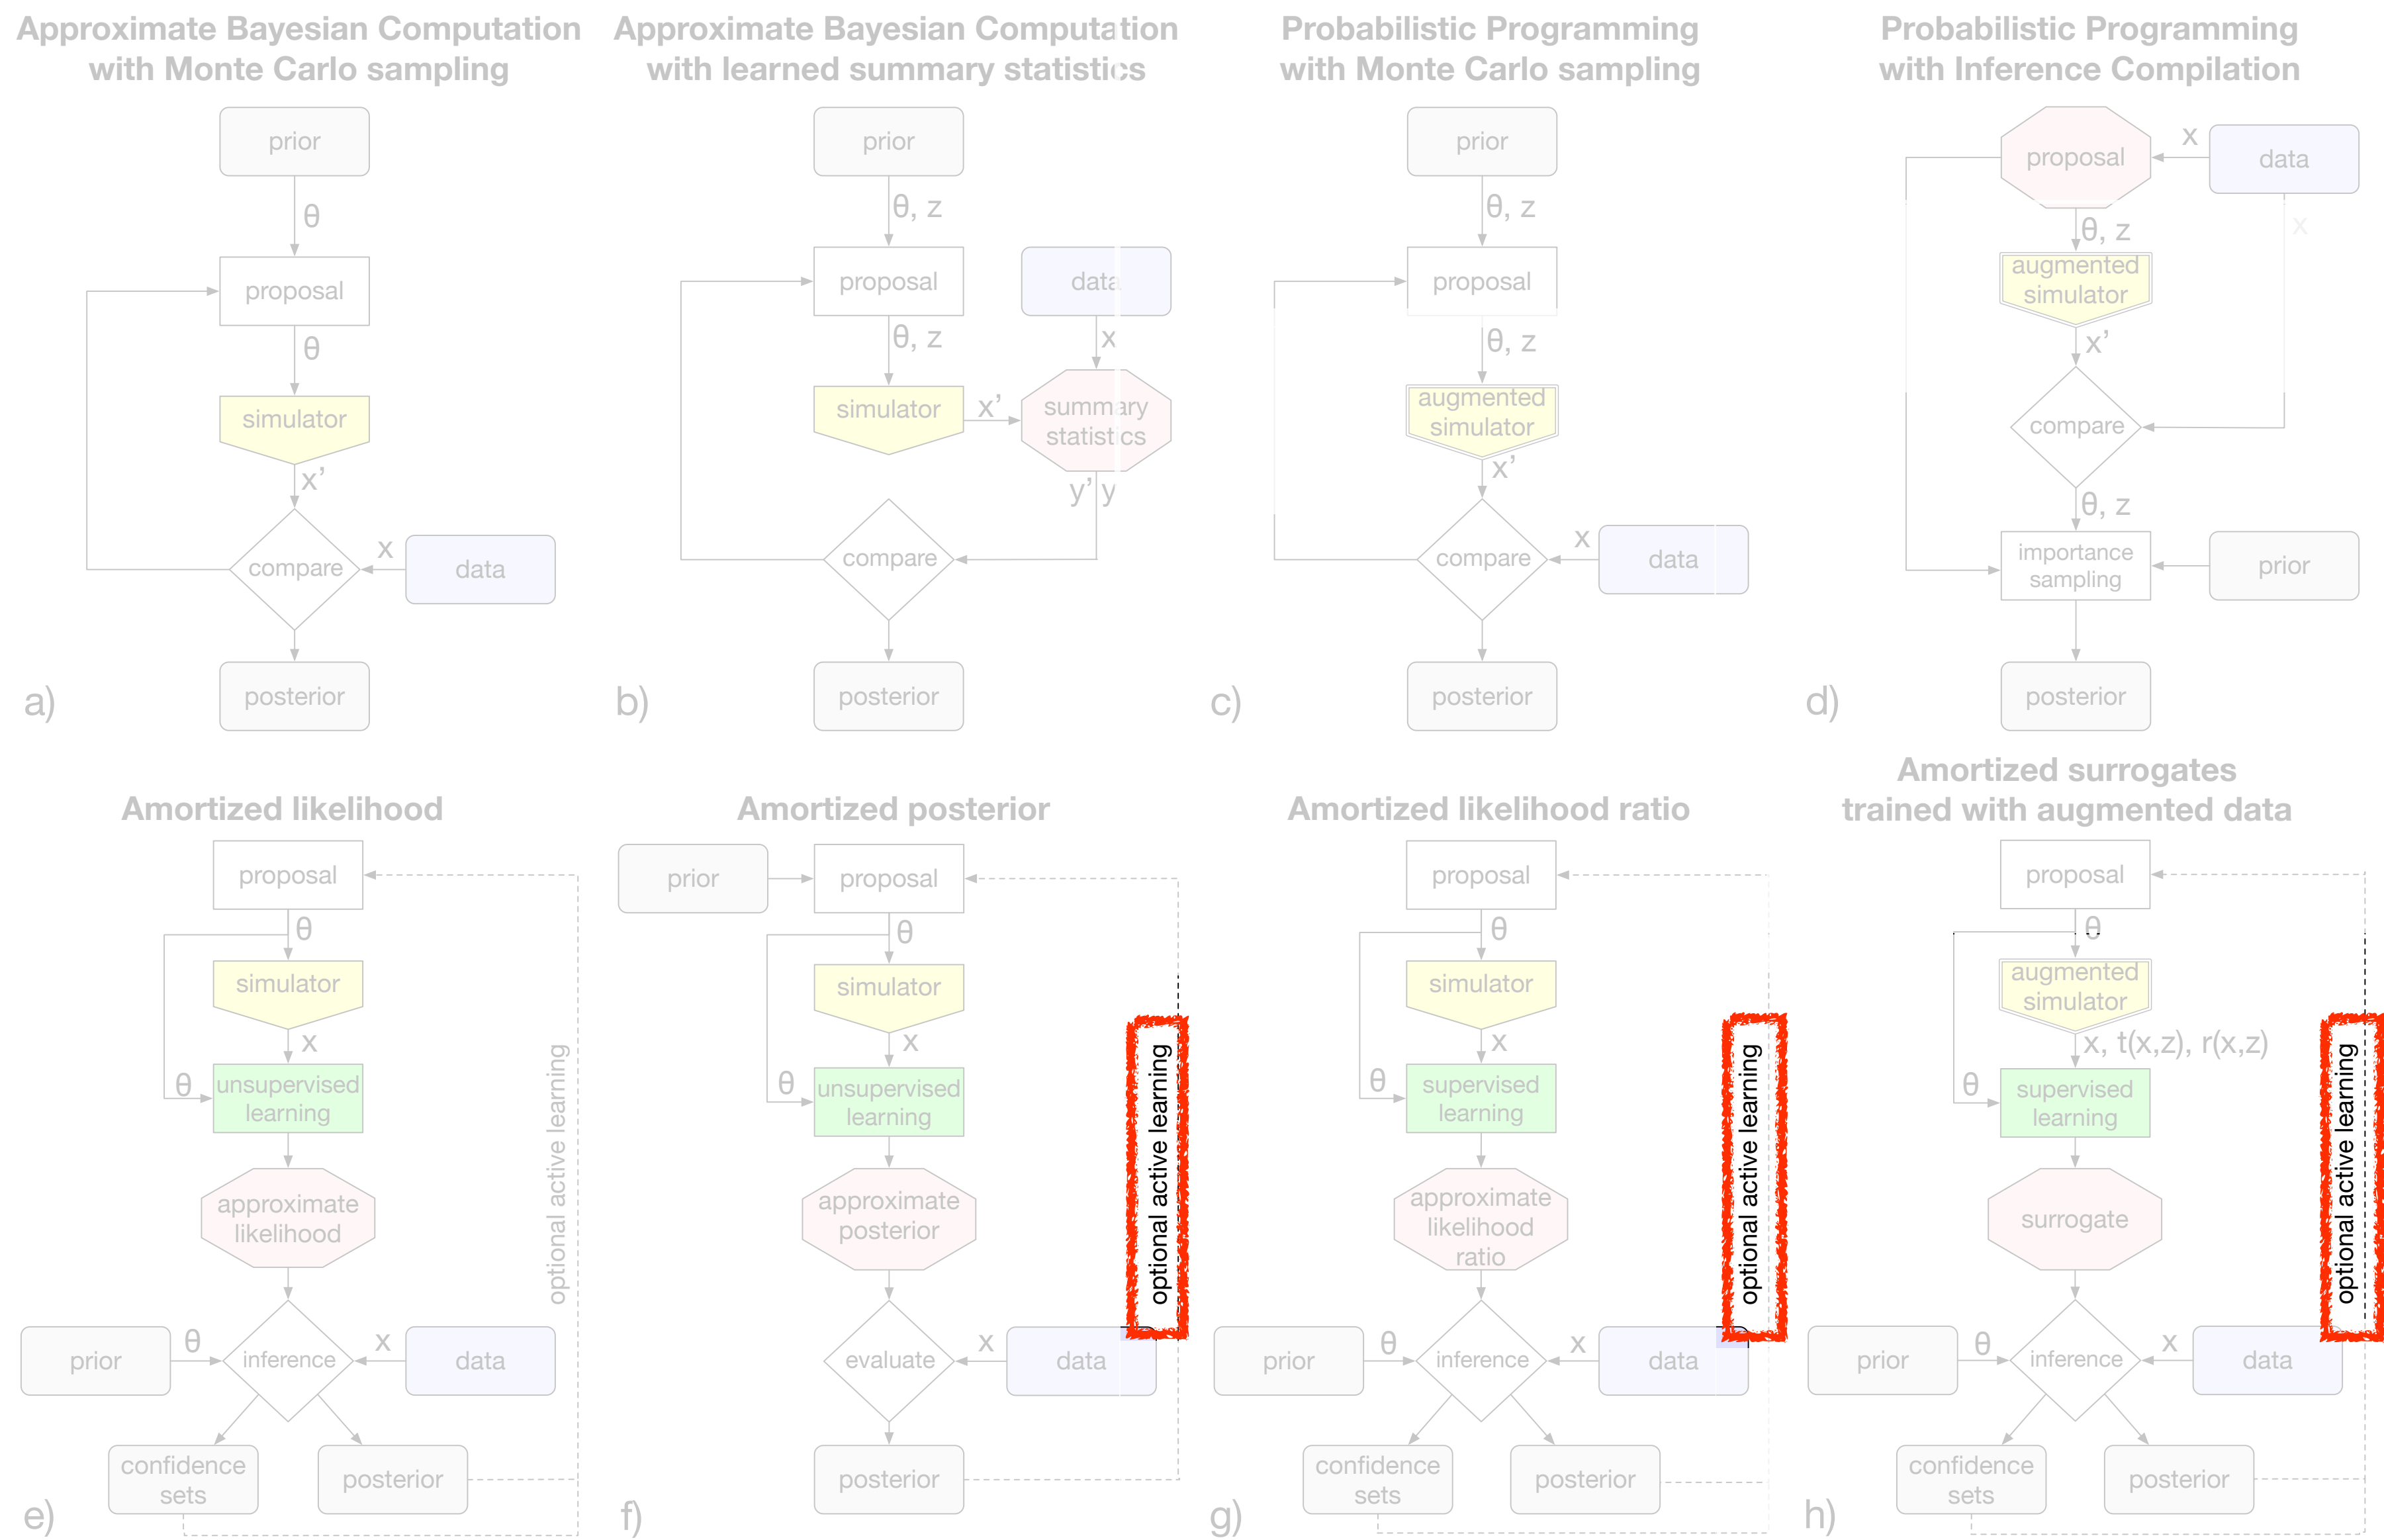 Approximate Bayesian Computation
with Monte Carlo sampling
prior
θ
proposal
θ
simulator
x’
compare
x
data
posterior
a)
Approximate Bayesian Computation
with learned summary statistics
prior
θ, z
proposal
data
θ, z
x
simulator
x’
summary
statistics
y’ y
compare
posterior
b)
Probabilistic Programming
with Monte Carlo sampling
prior
θ, z
proposal
θ, z
augmented
simulator
x’
compare
x
data
posterior
c)
Probabilistic Programming
with Inference Compilation
proposal
x
data
θ, z
x
augmented
simulator
x’
compare
θ, z
importance
sampling
prior
posterior
d)
Amortized likelihood
proposal
θ
simulator
x
θ
unsupervised
learning
approximate
likelihood
optional active learning
prior
θ
inference
x
data
confidence
sets
posterior
e)
Amortized posterior
prior
proposal
θ
simulator
x
θ
unsupervised
learning
approximate
posterior
optional active learning
evaluate
x
data
posterior
f)
Amortized likelihood ratio
proposal
θ
simulator
x
θ
supervised
learning
approximate
likelihood
ratio
optional active learning
prior
θ
inference
x
data
confidence
sets
posterior
g)
Amortized surrogates
trained with augmented data
proposal
θ
augmented
simulator
x, t(x,z), r(x,z)
θ
supervised
learning
surrogate
optional active learning
prior
θ
inference
x
data
confidence
sets
posterior
h)